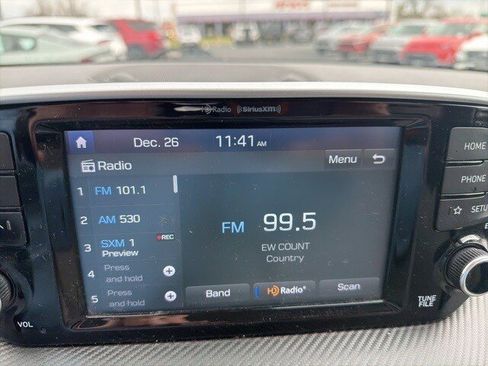 HD Radio ((SiriusXM))
Dec. 26 11:41 AM
Radio
Menu
1 FM 101.1
2 AM 530
3 SXM 1
REC
Preview
4 Press and hold
5 Press and hold
FM 99.5
EW COUNT
Country
Band
HD Radio®
Scan
HOME
PHONE
SETU
VOL
TUNE
FILE
1